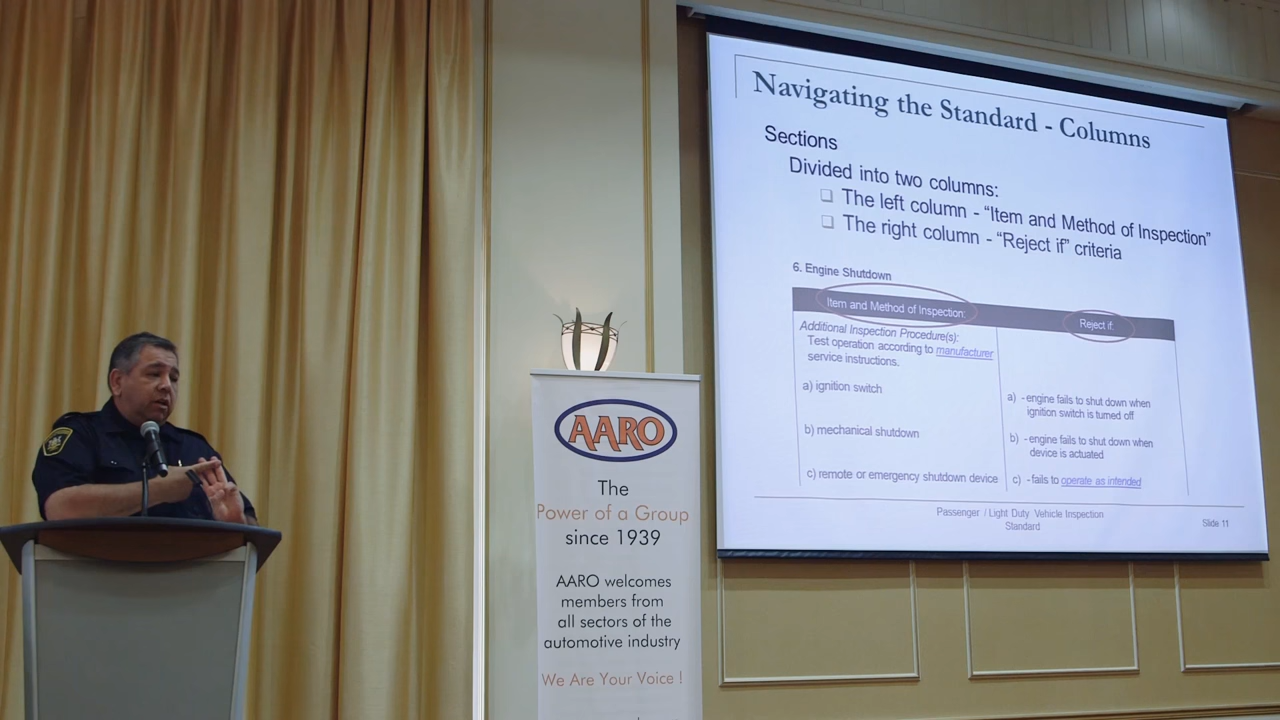 Navigating the Standard - Columns
Sections
Divided into two columns:
The left column - “Item and Method of Inspection”
The right column - “Reject if” criteria
6. Engine Shutdown
Item and Method of Inspection:
Reject if:
Additional Inspection Procedure(s):
Test operation according to manufacturer
service instructions.
a) ignition switch
a) - engine fails to shut down when
ignition switch is turned off
b) mechanical shutdown
b) - engine fails to shut down when
device is actuated
c) remote or emergency shutdown device
c) - fails to operate as intended
Passenger / Light Duty Vehicle Inspection
Standard
Slide 11
AARO
The
Power of a Group
since 1939
AARO welcomes
members from
all sectors of the
automotive industry
We Are Your Voice !